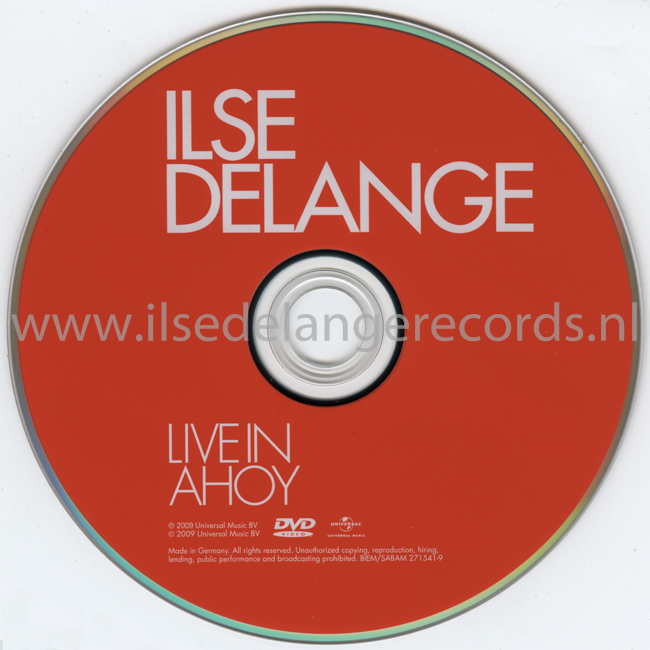 ILSE
DELANGE
www.ilsedelangerecords.nl
LIVE IN
AHOY
℗ 2009 Universal Music BV
© 2009 Universal Music BV
DVD
VIDEO
UNIVERSAL
UNIVERSAL MUSIC
Made in Germany. All rights reserved. Unauthorized copying, reproduction, hiring,
lending, public performance and broadcasting prohibited. BIEM/SABAM 271.541-9